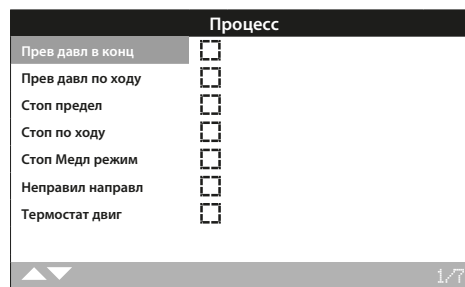 Процесс
Прев давл в конц
Прев давл по ходу
Стоп предел
Стоп по ходу
Стоп Медл режим
Неправил направл
Термостат двиг
1/7